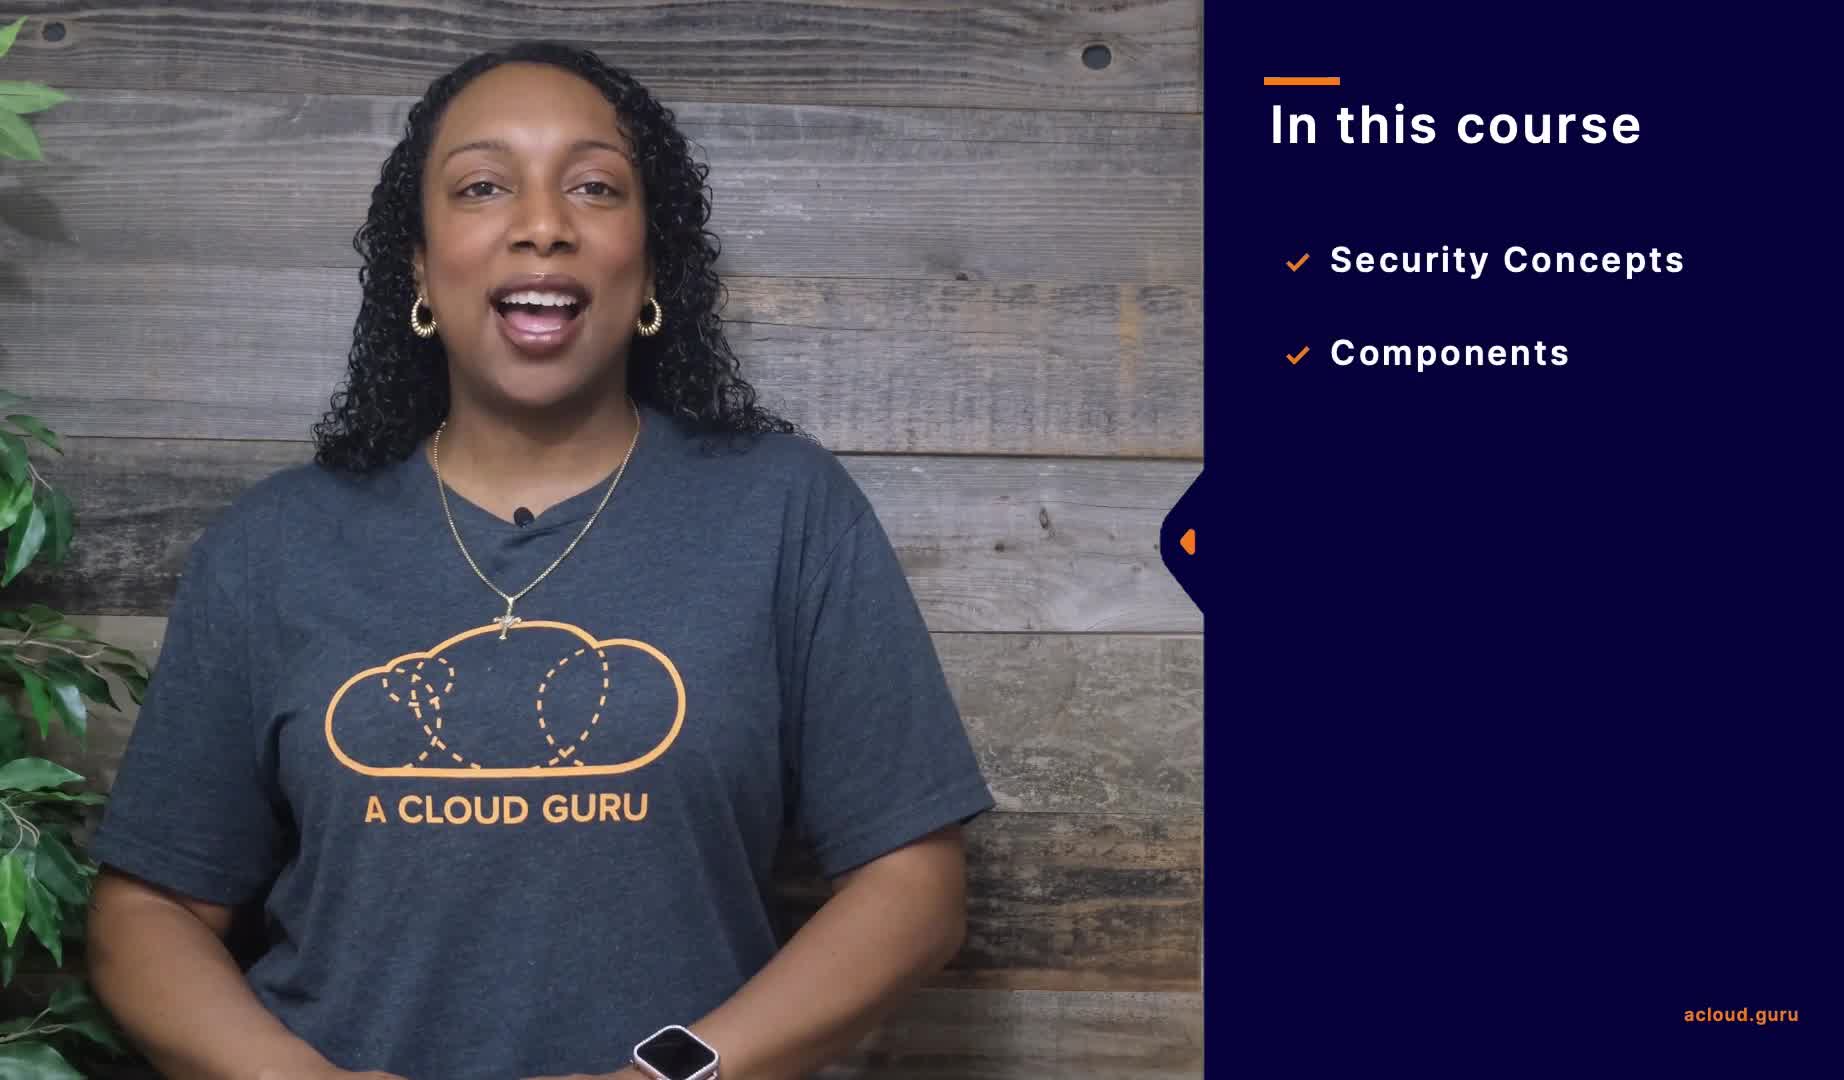 In this course
Security Concepts
Components
A CLOUD GURU
acloud.guru